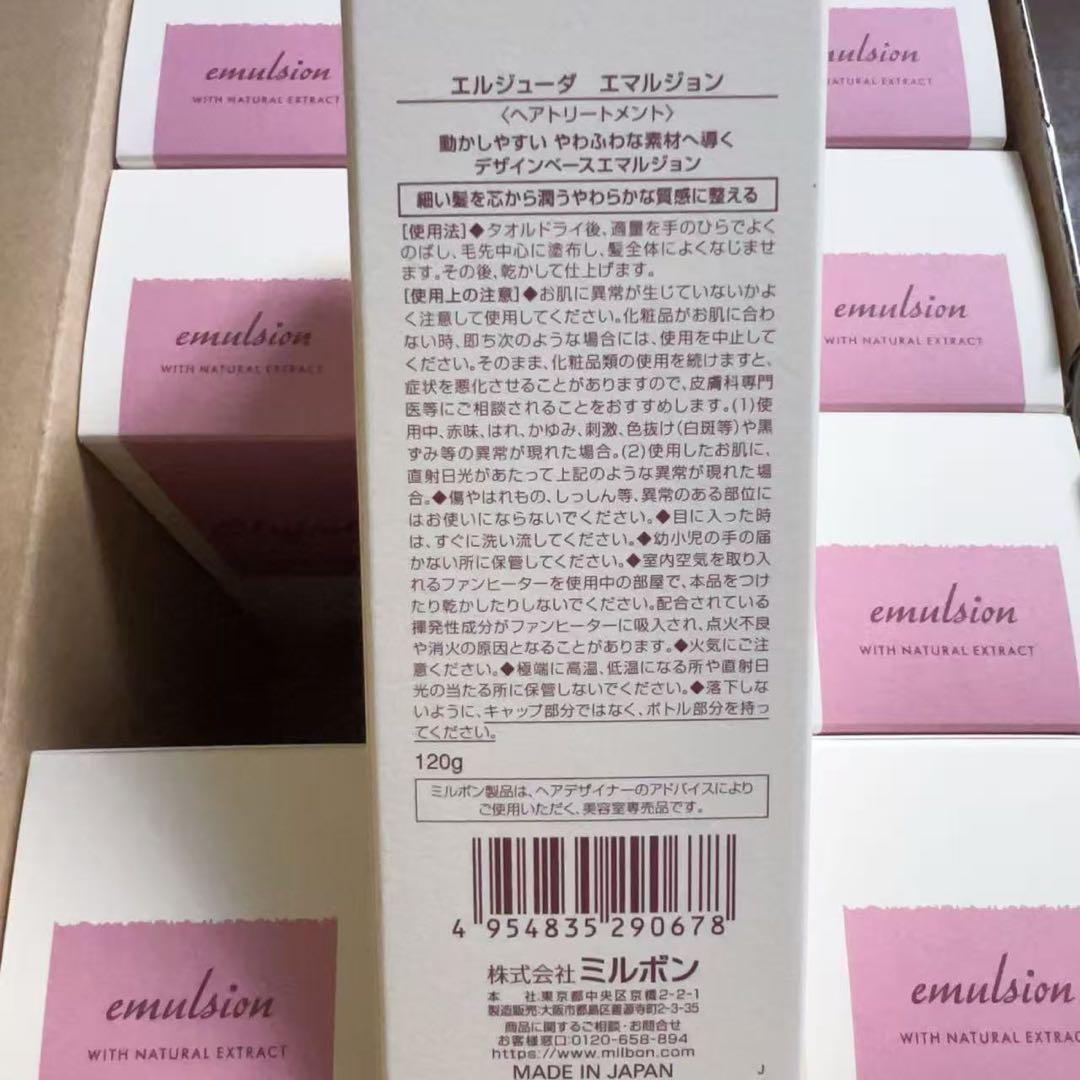 emulsion
WITH NATURAL EXTRACT
emulsion
WITH NATURAL EXTRACT
emulsion
WITH NATURAL EXTRACT
エルジューダ エマルジョン
〈ヘアトリートメント〉
動かしやすい やわふわな素材へ導く
デザインベースエマルジョン
細い髪を芯から潤うやわらかな質感に整える
[使用法]◆タオルドライ後、適量を手のひらでよく
のばし、毛先中心に塗布し、髪全体によくなじませ
ます。その後、乾かして仕上げます。
[使用上の注意]◆お肌に異常が生じていないかよ
く注意して使用してください。化粧品がお肌に合わ
ない時、即ち次のような場合には、使用を中止して
ください。そのまま、化粧品類の使用を続けますと、
症状を悪化させることがありますので、皮膚科専門
医等にご相談されることをおすすめします。(1)使
用中、赤味、はれ、かゆみ、刺激、色抜け(白斑等)や黒
ずみ等の異常が現れた場合。(2)使用したお肌に、
直射日光があたって上記のような異常が現れた場
合。◆傷やはれもの、しっしん等、異常のある部位に
はお使いにならないでください。◆目に入った時
は、すぐに洗い流してください。◆幼小児の手の届
かない所に保管してください。◆室内空気を取り入
れるファンヒーターを使用中の部屋で、本品をつけ
たり乾かしたりしないでください。配合されている
揮発性成分がファンヒーターに吸入され、点火不良
や消火の原因となることがあります。◆火気にご注
意ください。◆極端に高温、低温になる所や直射日
光の当たる所に保管しないでください。◆落下しな
いように、キャップ部分ではなく、ボトル部分を持っ
てください。
120g
ミルボン製品は、ヘアデザイナーのアドバイスにより
ご使用いただく、美容室専売品です。
4 954835 290678
株式会社ミルボン
本 社:東京都中央区京橋2-2-1
製造販売:大阪市都島区善源寺町2-3-35
商品に関するご相談・お問合せ
お客様窓口:0120-658-894
https://www.milbon.com
MADE IN JAPAN
J
emulsion
NATURAL EXTRACT
emulsion
WITH NATURAL EXTRACT
emulsion
WITH NATURAL EXTRACT
emulsion
WITH NATURAL